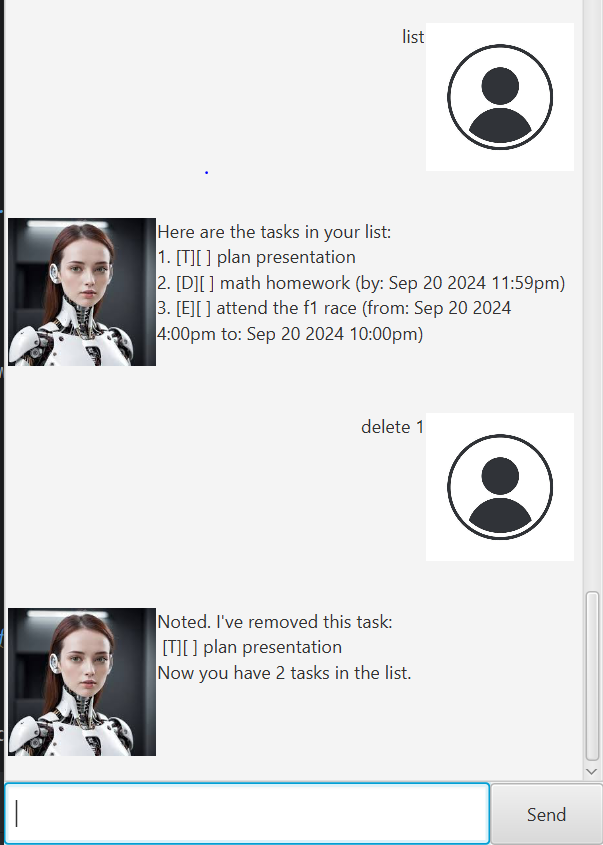 list
Here are the tasks in your list:
1. [T][ ] plan presentation
2. [D][ ] math homework (by: Sep 20 2024 11:59pm)
3. [E][ ] attend the f1 race (from: Sep 20 2024
4:00pm to: Sep 20 2024 10:00pm)
delete 1
Noted. I've removed this task:
[T][ ] plan presentation
Now you have 2 tasks in the list.
Send